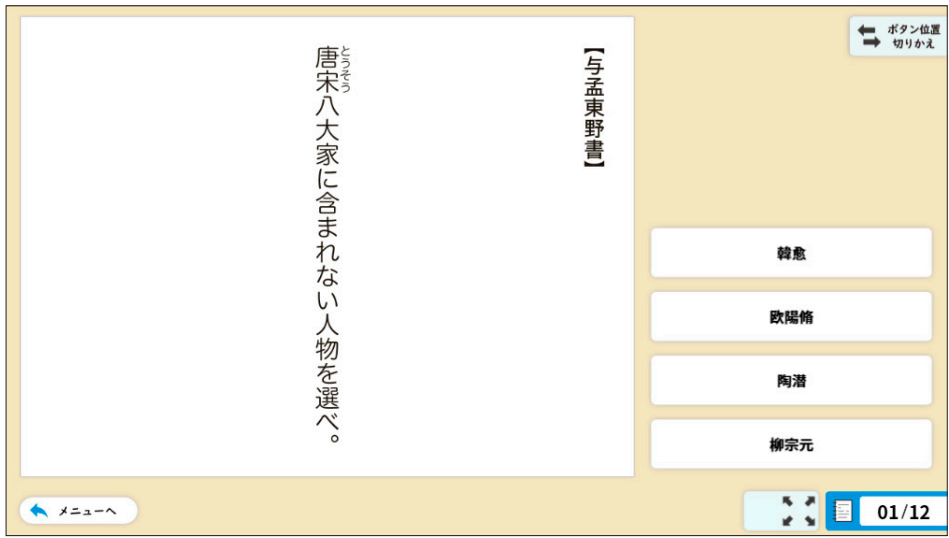 【与孟東野書】
唐宋八大家に含まれない人物を選べ。
とうそう
ボタン位置
切りかえ
韓愈
欧陽脩
陶潜
柳宗元
メニューへ
01/12